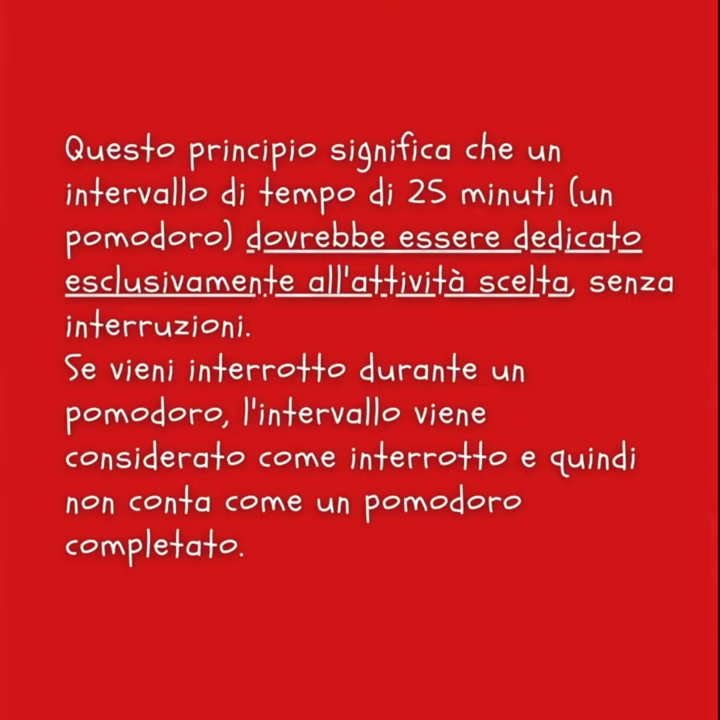 Questo principio significa che un
intervallo di tempo di 25 minuti (un
pomodoro) dovrebbe essere dedicato
esclusivamente all'attività scelta, senza
interruzioni.
Se vieni interrotto durante un
pomodoro, l'intervallo viene
considerato come interrotto e quindi
non conta come un pomodoro
completato.